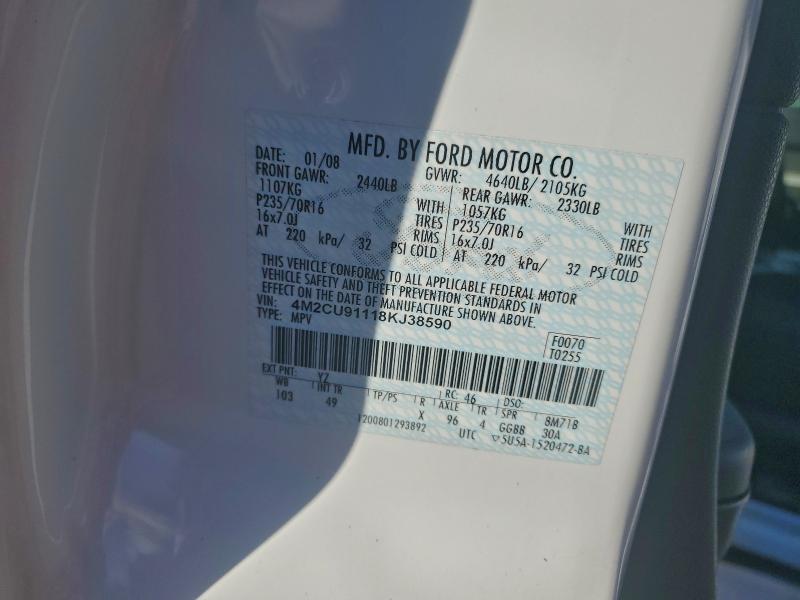 MFD. BY FORD MOTOR CO.
DATE: 01/08 GVWR: 4640LB/ 2105KG
FRONT GAWR: 2440LB REAR GAWR: 2330LB
1107KG WITH 1057KG WITH
P235/70R16 TIRES P235/70R16 TIRES
16x7.0J RIMS 16x7.0J RIMS
AT 220 kPa/ 32 PSI COLD AT 220 kPa/ 32 PSI COLD
THIS VEHICLE CONFORMS TO ALL APPLICABLE FEDERAL MOTOR
VEHICLE SAFETY AND THEFT PREVENTION STANDARDS IN
EFFECT ON THE DATE OF MANUFACTURE SHOWN ABOVE.
VIN: 4M2CU91118KJ38590
TYPE: MPV
F0070
T0255
EXT PNT: YZ RC: 46 DSO:
WB INT TR TP/PS R AXLE TR SPR 8M71B
103 49 X 96 4 GGBB 30A
1200801293892 UTC ▽5U5A-1520472-BA